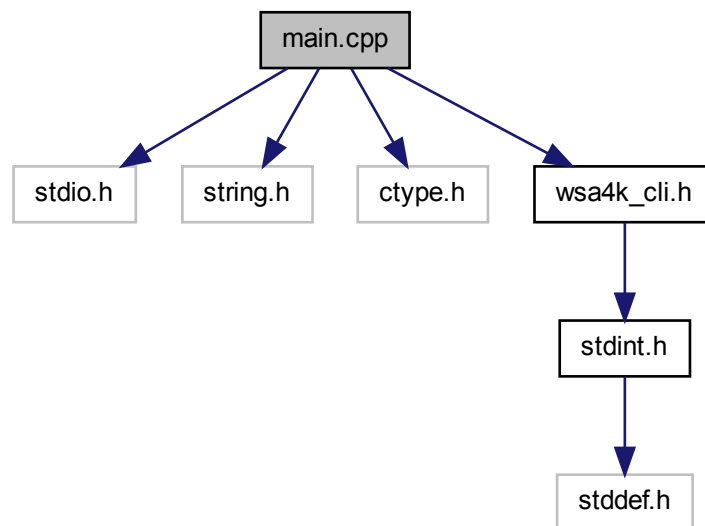 main.cpp
stdio.h
string.h
ctype.h
wsa4k_cli.h
stdint.h
stddef.h